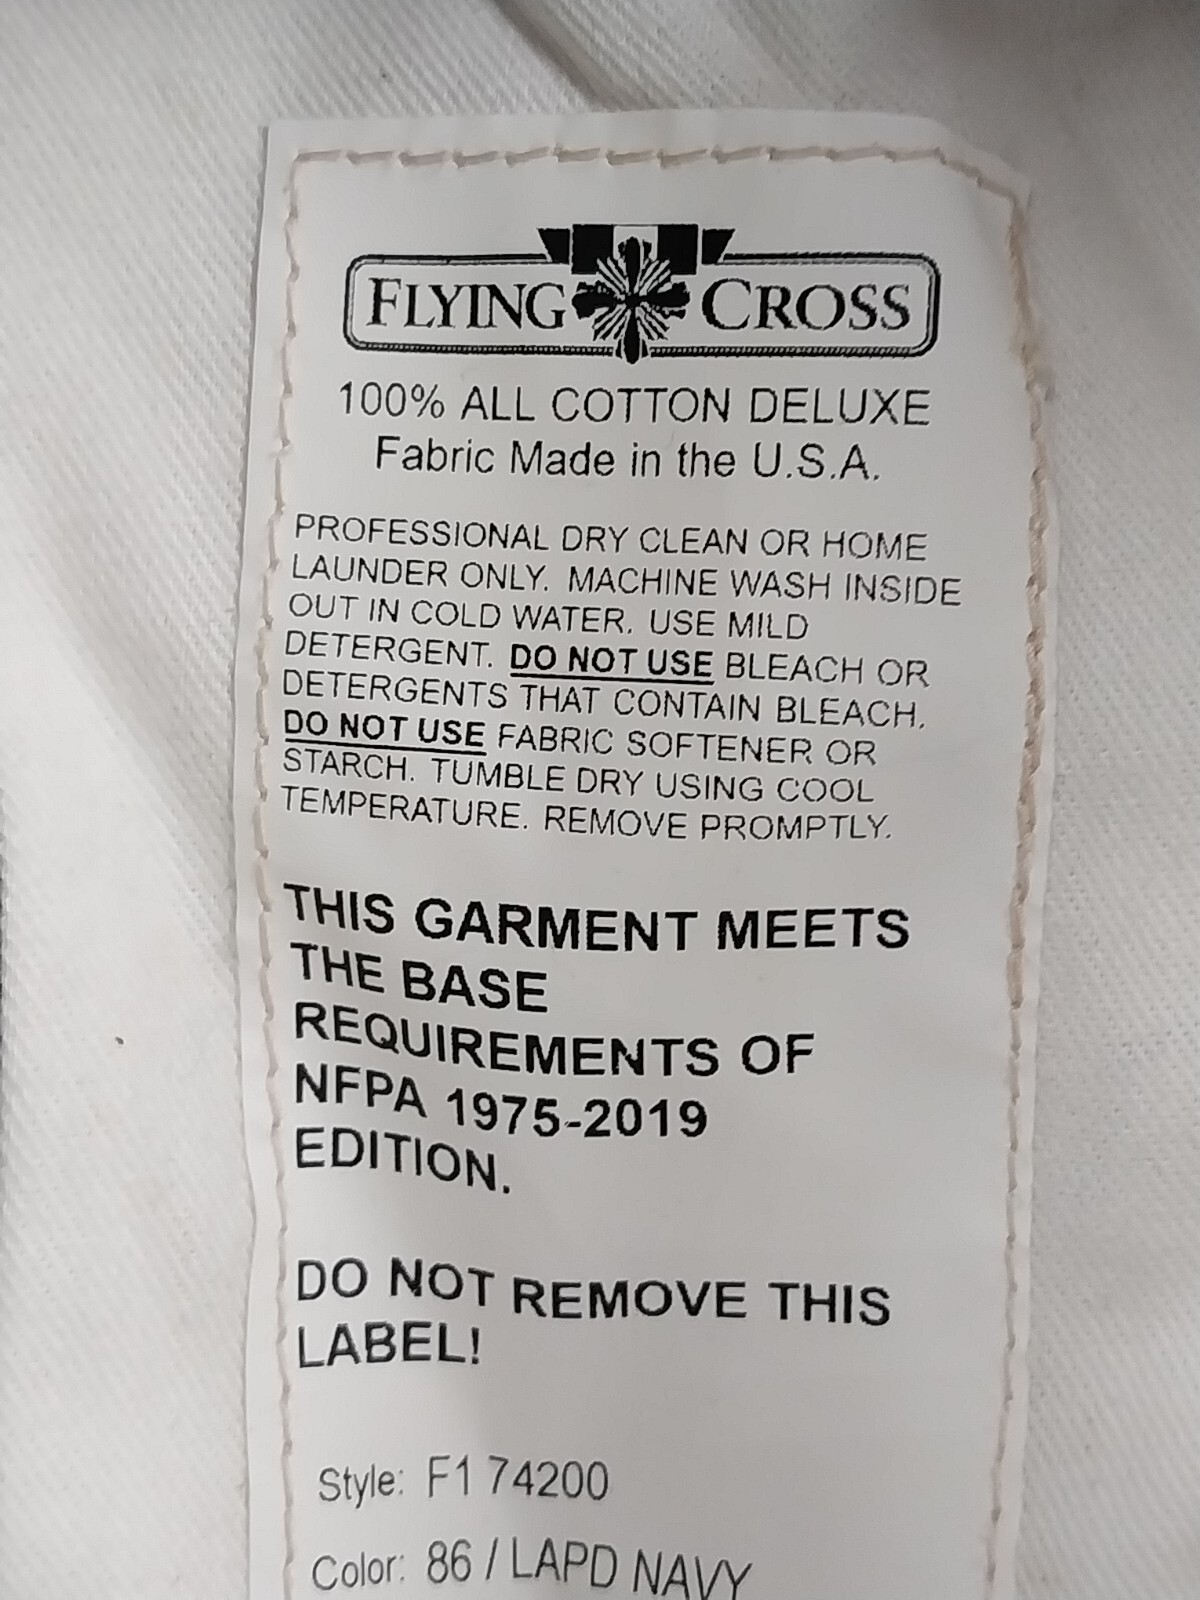 FLYING CROSS
100% ALL COTTON DELUXE
Fabric Made in the U.S.A.
PROFESSIONAL DRY CLEAN OR HOME
LAUNDER ONLY. MACHINE WASH INSIDE
OUT IN COLD WATER. USE MILD
DETERGENT. DO NOT USE BLEACH OR
DETERGENTS THAT CONTAIN BLEACH.
DO NOT USE FABRIC SOFTENER OR
STARCH. TUMBLE DRY USING COOL
TEMPERATURE. REMOVE PROMPTLY.
THIS GARMENT MEETS
THE BASE
REQUIREMENTS OF
NFPA 1975-2019
EDITION.
DO NOT REMOVE THIS
LABEL!
Style: F1 74200
Color: 86 / LAPD NAVY